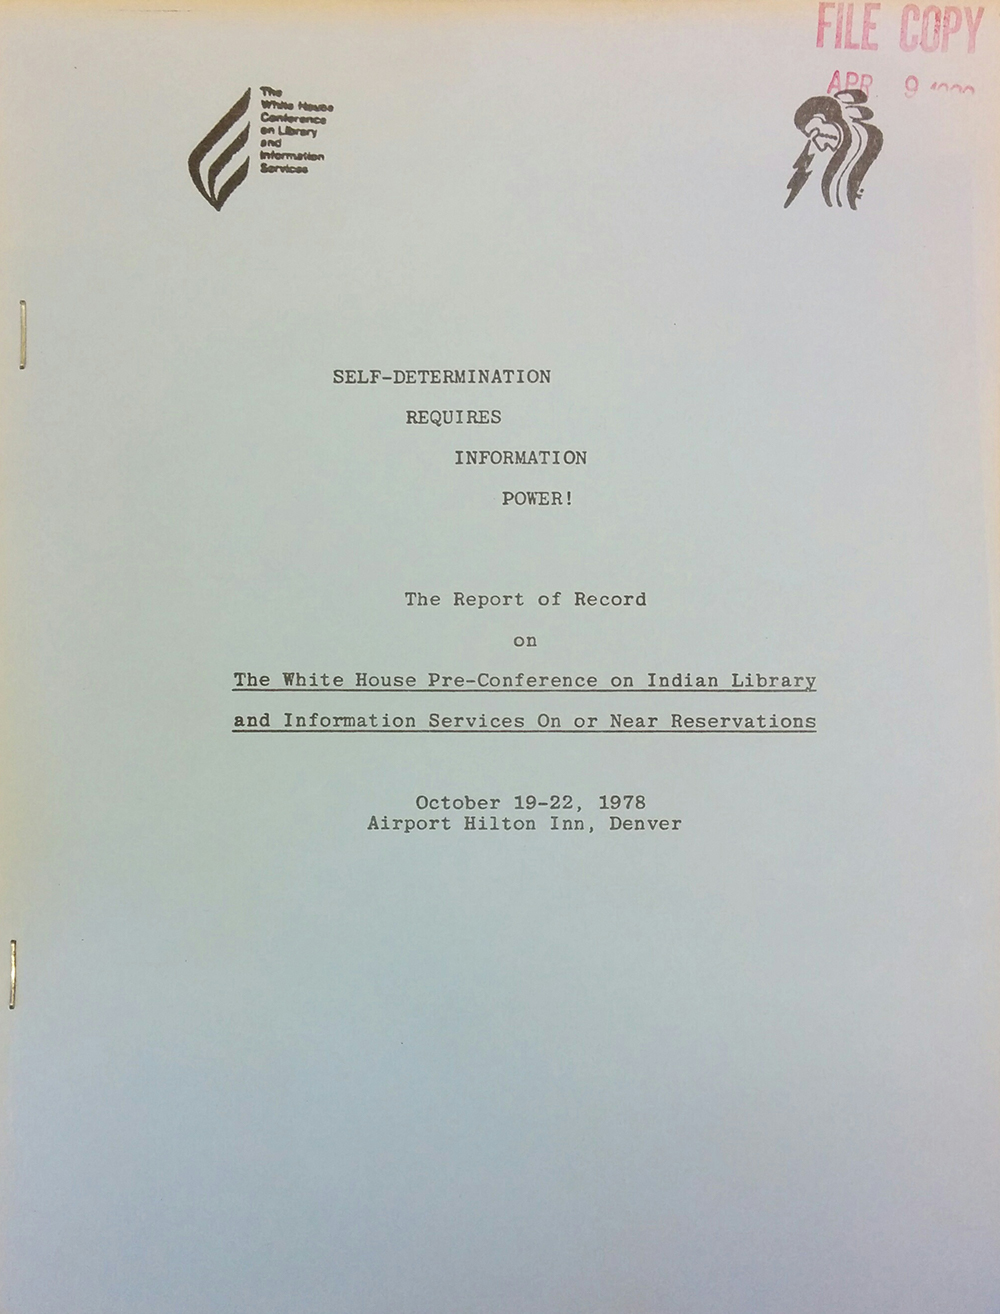 FILE COPY
APR. 9
The
White House
Conference
on Library
and
Information
Services
SELF-DETERMINATION
REQUIRES
INFORMATION
POWER!
The Report of Record
on
The White House Pre-Conference on Indian Library
and Information Services On or Near Reservations
October 19-22, 1978
Airport Hilton Inn, Denver